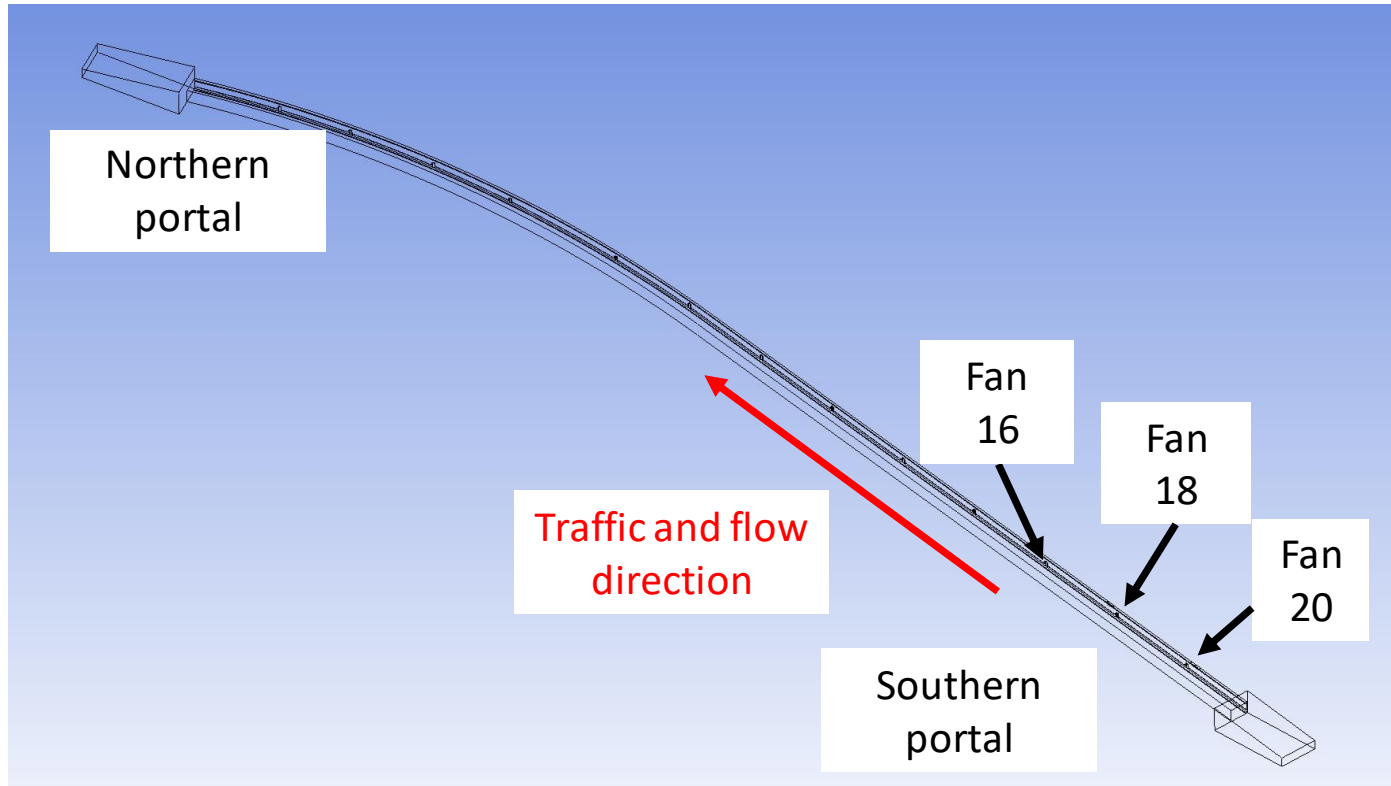 Northern
portal
Fan
16
Fan
18
Fan
20
Traffic and flow
direction
Southern
portal